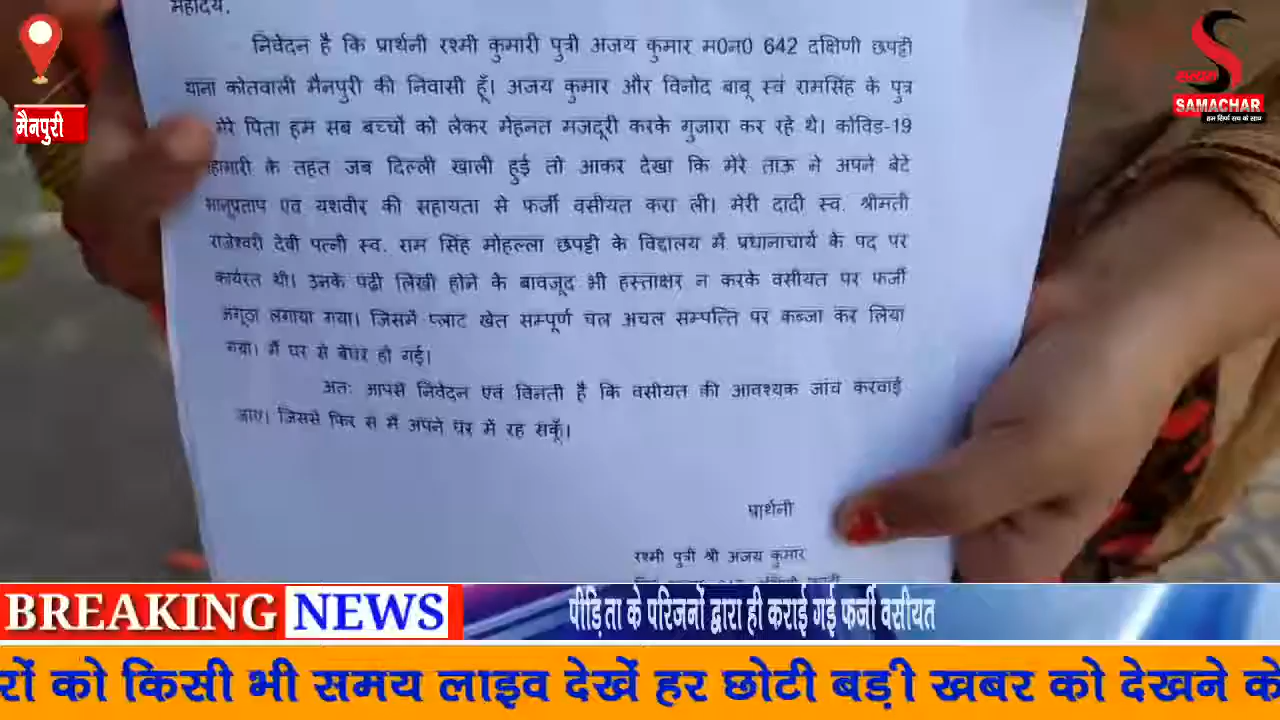 महोदय,
निवेदन है कि प्रार्थनी रश्मी कुमारी पुत्री अजय कुमार म0न0 642 दक्षिणी छपट्टी
थाना कोतवाली मैनपुरी की निवासी हूँ। अजय कुमार और विनोद बाबू स्व रामसिंह के पुत्र
मेरे पिता हम सब बच्चों को लेकर मेहनत मजदूरी करके गुजारा कर रहे थे। कोविड-19
हामारी के तहत जब दिल्ली खाली हुई तो आकर देखा कि मेरे ताऊ ने अपने बेटे
भानूप्रताप एव यशवीर की सहायता से फर्जी वसीयत करा ली। मेरी दादी स्व. श्रीमती
राजेश्वरी देवी पत्नी स्व. राम सिंह मोहल्ला छपट्टी के विद्यालय में प्रधानाचार्य के पद पर
कार्यरत थी। उनके पढ़ी लिखी होने के बावजूद भी हस्ताक्षर न करके वसीयत पर फर्जी
अंगूठा लगाया गया। जिसमें प्लाट खेत सम्पूर्ण चल अचल सम्पत्ति पर कब्जा कर लिया
गया। मैं घर से बेघर हो गई।
अतः आपसे निवेदन एवं विनती है कि वसीयत की आवश्यक जांच करवाई
जाए। जिससे फिर से मैं अपने घर में रह सकूँ।
प्रार्थनी
रश्मी पुत्री श्री अजय कुमार
मैनपुरी
सत्यम
SAMACHAR
हम सिर्फ सच के साथ
BREAKING NEWS
पीड़िता के परिजनों द्वारा ही कराई गई फर्जी वसीयत
रों को किसी भी समय लाइव देखें हर छोटी बड़ी खबर को देखने के